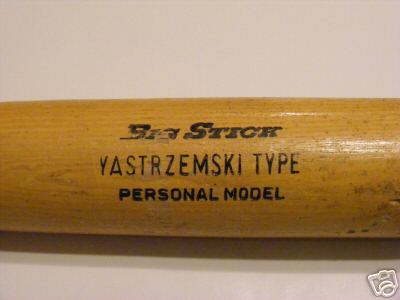 BIG STICK
YASTRZEMSKI TYPE
PERSONAL MODEL